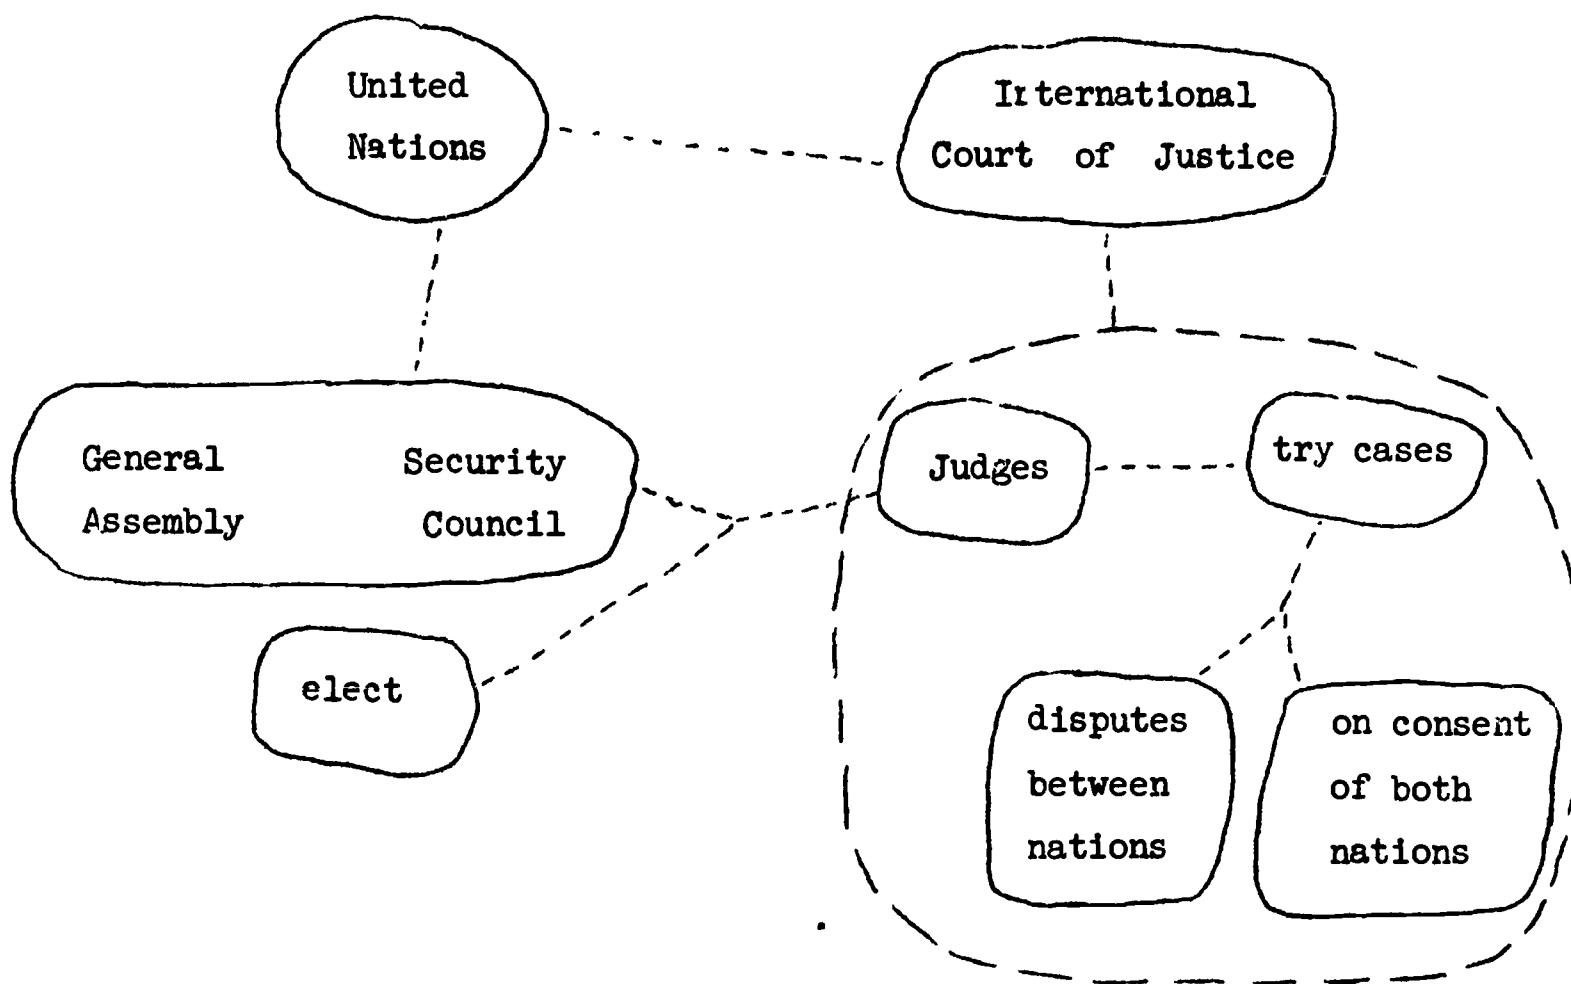 United
Nations
International
Court of Justice
General Security
Assembly Council
Judges
try cases
elect
disputes
between
nations
on consent
of both
nations